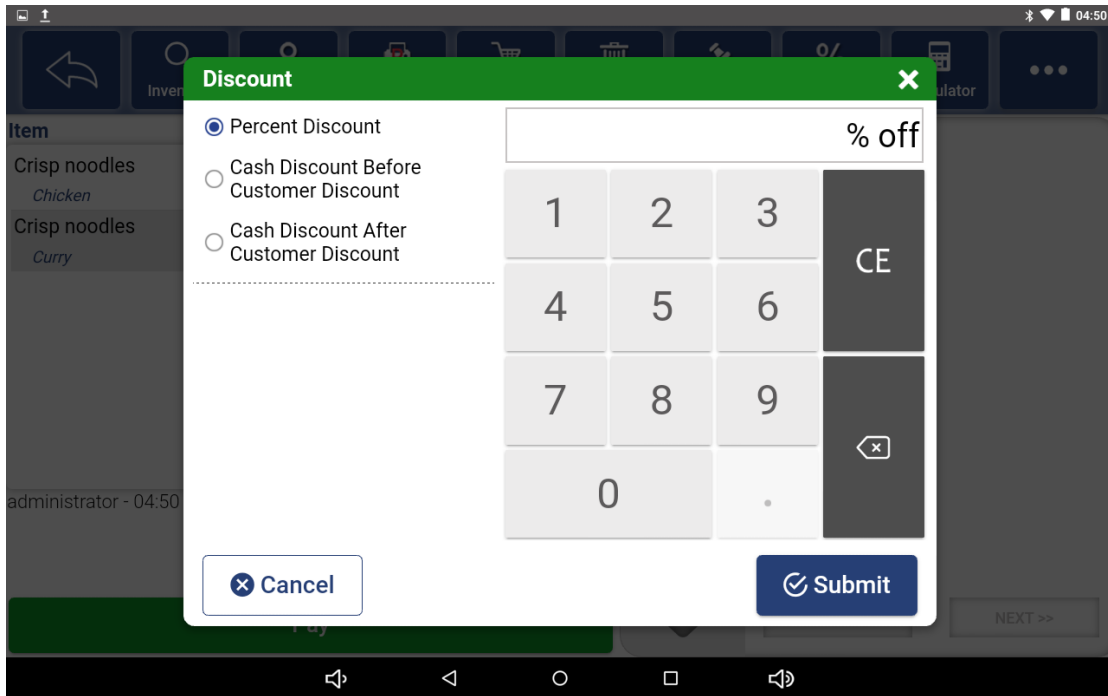 04:50
Discount
ulator
Item
Crisp noodles
Chicken
Crisp noodles
Curry
administrator - 04:50
Percent Discount
Cash Discount Before
Customer Discount
Cash Discount After
Customer Discount
% off
1 2 3
CE
4 5 6
7 8 9
0 .
Cancel
Submit
Pay
NEXT >>